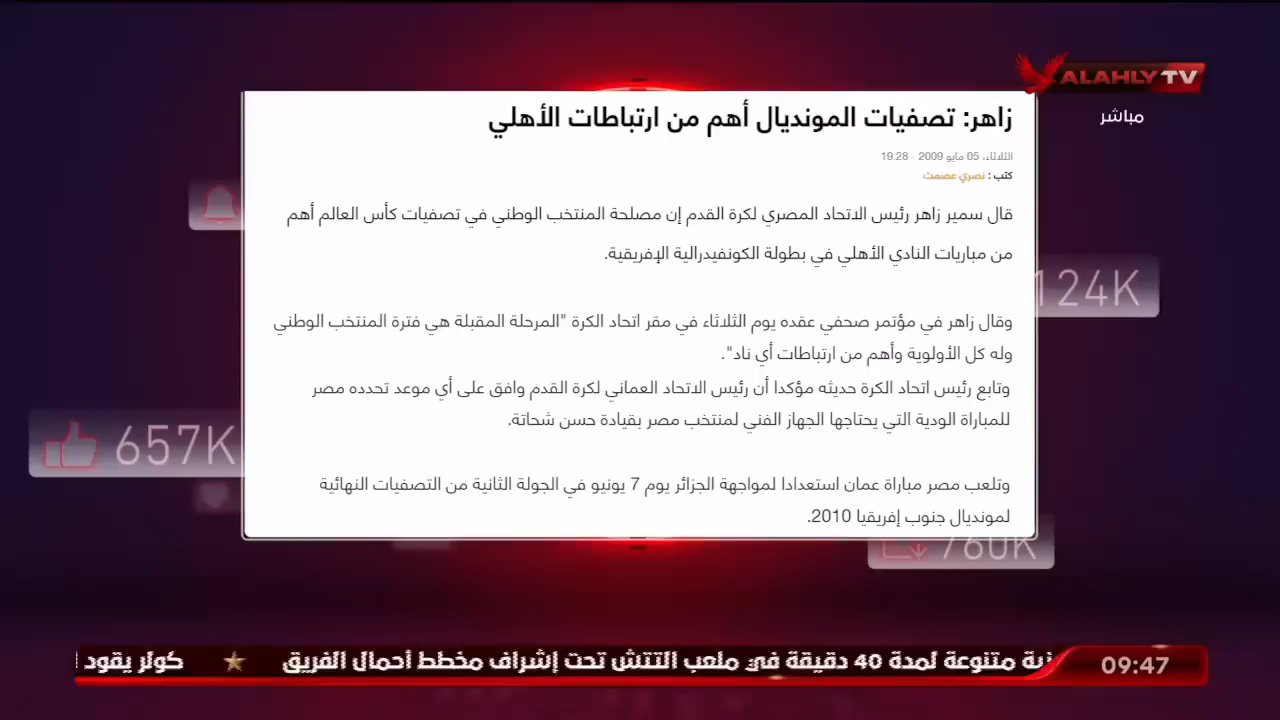 ALAHLY TV
مباشر
زاهر: تصفيات المونديال أهم من ارتباطات الأهلي
الثلاثاء، 05 مايو 2009 - 19:28
كتب : نصري عصمت
قال سمير زاهر رئيس الاتحاد المصري لكرة القدم إن مصلحة المنتخب الوطني في تصفيات كأس العالم أهم
من مباريات النادي الأهلي في بطولة الكونفيدرالية الإفريقية.
وقال زاهر في مؤتمر صحفي عقده يوم الثلاثاء في مقر اتحاد الكرة "المرحلة المقبلة هي فترة المنتخب الوطني
وله كل الأولوية وأهم من ارتباطات أي ناد".
وتابع رئيس اتحاد الكرة حديثه مؤكدا أن رئيس الاتحاد العماني لكرة القدم وافق على أي موعد تحدده مصر
للمباراة الودية التي يحتاجها الجهاز الفني لمنتخب مصر بقيادة حسن شحاتة.
وتلعب مصر مباراة عمان استعدادا لمواجهة الجزائر يوم 7 يونيو في الجولة الثانية من التصفيات النهائية
لمونديال جنوب إفريقيا 2010.
124K
657K
760K
متنوعة لمدة 40 دقيقة في ملعب التتش تحت إشراف مخطط أحمال الفريق ★ كولر يقود
09:47